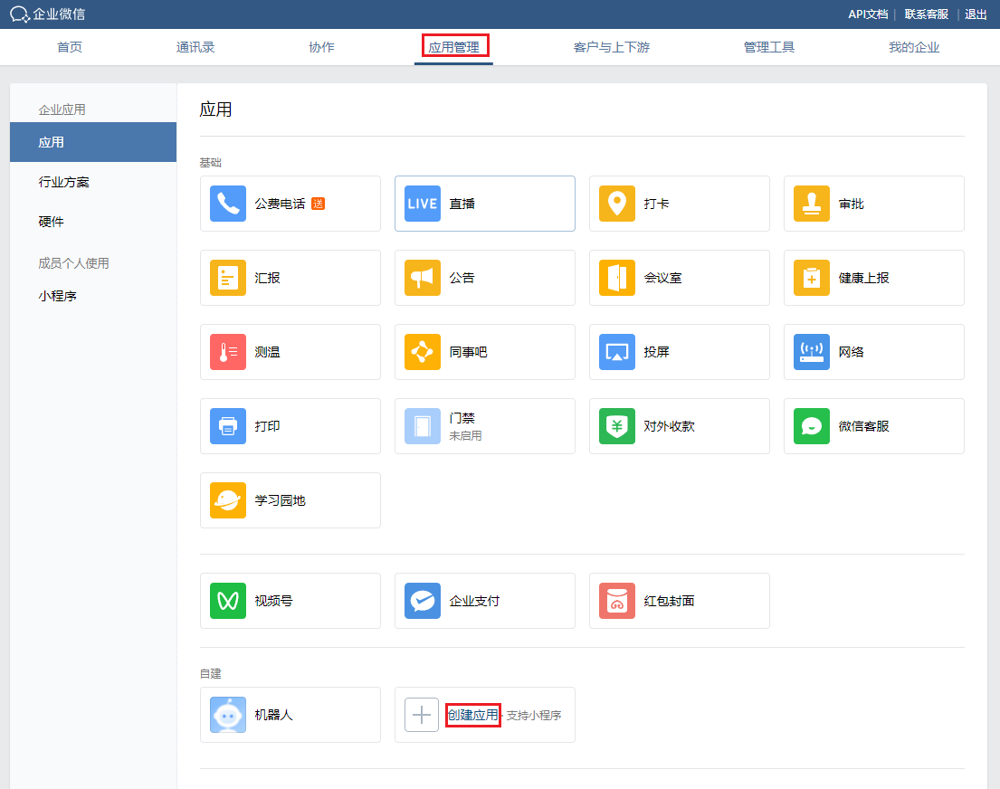 企业微信
API文档 | 联系客服 | 退出
首页 通讯录 协作 应用管理 客户与上下游 管理工具 我的企业
企业应用
应用
行业方案
硬件
成员个人使用
小程序
应用
基础
公费电话 送
LIVE 直播
打卡
审批
汇报
公告
会议室
健康上报
测温
同事吧
投屏
网络
打印
门禁
未启用
¥ 对外收款
微信客服
学习园地
视频号
企业支付
红包封面
自建
机器人
创建应用 · 支持小程序